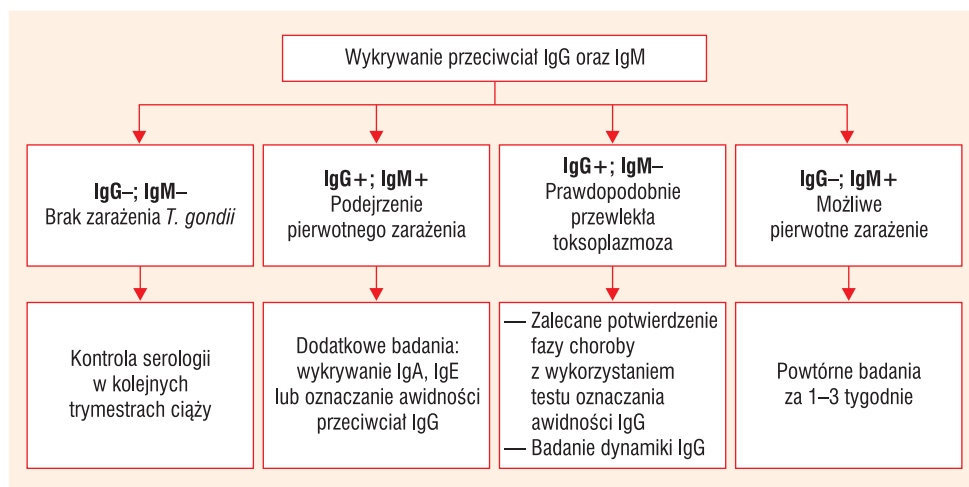 Wykrywanie przeciwciał IgG oraz IgM
IgG–; IgM–
Brak zarażenia T. gondii
IgG+; IgM+
Podejrzenie
pierwotnego zarażenia
IgG+; IgM–
Prawdopodobnie
przewlekła
toksoplazmoza
IgG–; IgM+
Możliwe
pierwotne zarażenie
Kontrola serologii
w kolejnych
trymestrach ciąży
Dodatkowe badania:
wykrywanie IgA, IgE
lub oznaczanie awidności
przeciwciał IgG
— Zalecane potwierdzenie
fazy choroby
z wykorzystaniem
testu oznaczania
awidności IgG
— Badanie dynamiki IgG
Powtórne badania
za 1–3 tygodnie